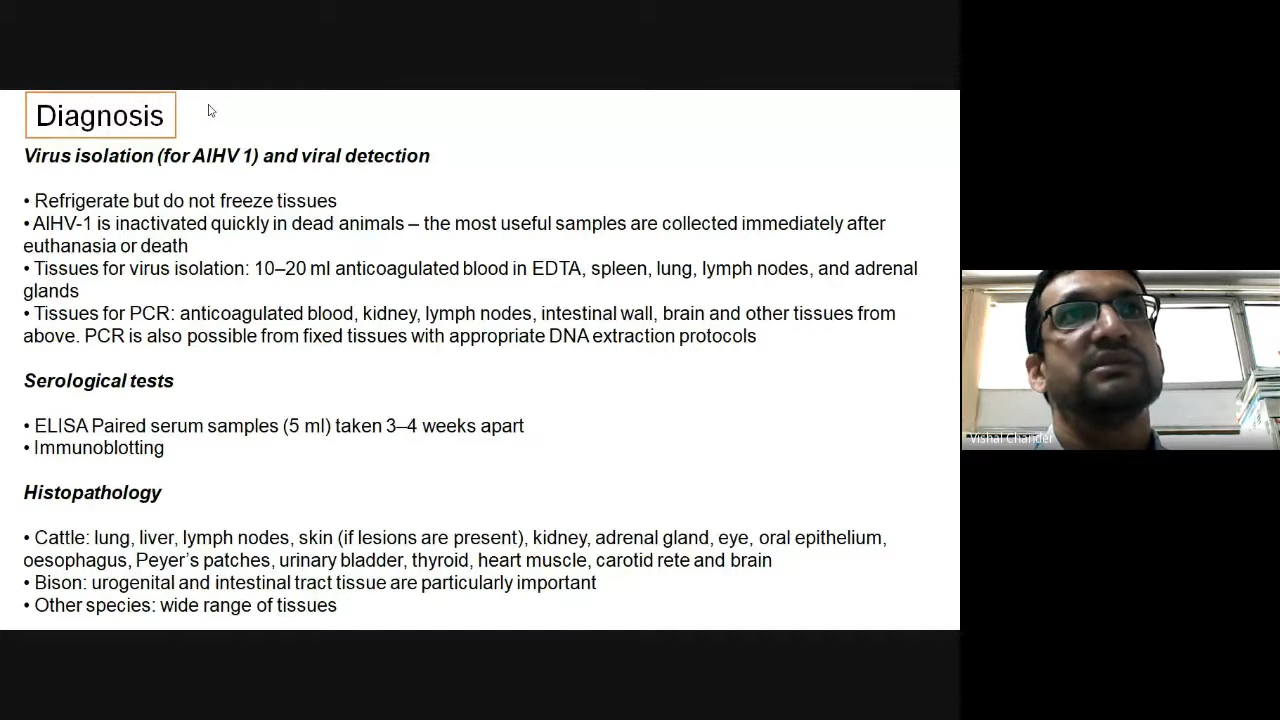 Diagnosis
Virus isolation (for AlHV 1) and viral detection
• Refrigerate but do not freeze tissues
• AlHV-1 is inactivated quickly in dead animals – the most useful samples are collected immediately after
euthanasia or death
• Tissues for virus isolation: 10–20 ml anticoagulated blood in EDTA, spleen, lung, lymph nodes, and adrenal
glands
• Tissues for PCR: anticoagulated blood, kidney, lymph nodes, intestinal wall, brain and other tissues from
above. PCR is also possible from fixed tissues with appropriate DNA extraction protocols
Serological tests
• ELISA Paired serum samples (5 ml) taken 3–4 weeks apart
• Immunoblotting
Histopathology
• Cattle: lung, liver, lymph nodes, skin (if lesions are present), kidney, adrenal gland, eye, oral epithelium,
oesophagus, Peyer’s patches, urinary bladder, thyroid, heart muscle, carotid rete and brain
• Bison: urogenital and intestinal tract tissue are particularly important
• Other species: wide range of tissues
Vishal Chander